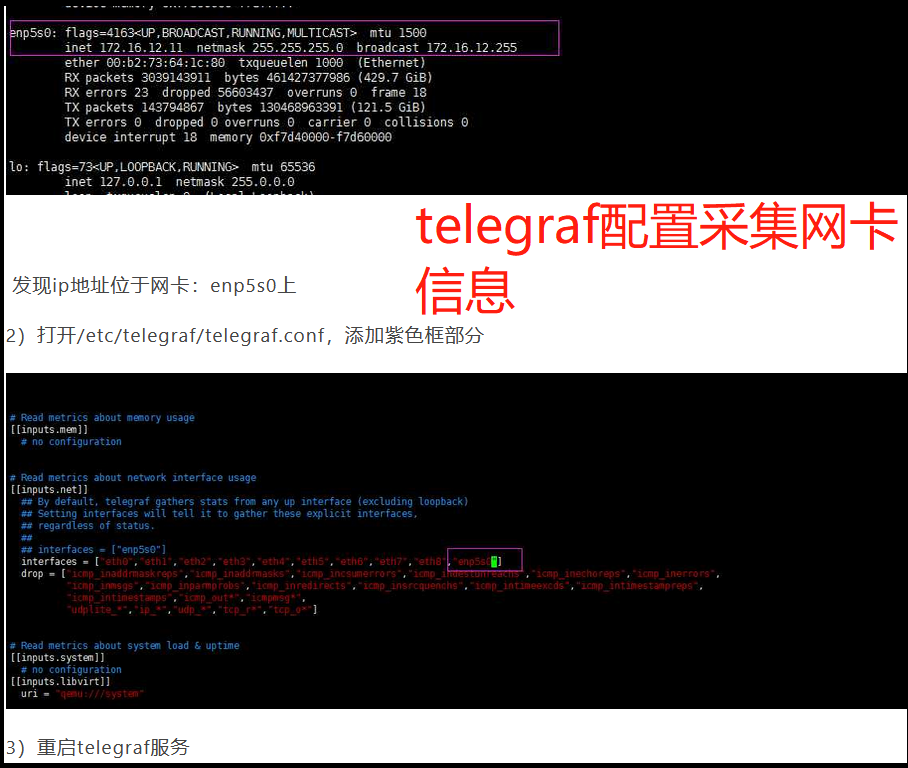 enp5s0: flags=4163<UP,BROADCAST,RUNNING,MULTICAST>  mtu 1500
inet 172.16.12.11  netmask 255.255.255.0  broadcast 172.16.12.255
ether 00:b2:73:64:1c:80  txqueuelen 1000  (Ethernet)
RX packets 3039143911  bytes 461427377986 (429.7 GiB)
RX errors 23  dropped 56603437  overruns 0  frame 18
TX packets 143794867  bytes 130468963391 (121.5 GiB)
TX errors 0  dropped 0 overruns 0  carrier 0  collisions 0
device interrupt 18  memory 0xf7d40000-f7d60000
lo: flags=73<UP,LOOPBACK,RUNNING>  mtu 65536
inet 127.0.0.1  netmask 255.0.0.0
telegraf配置采集网卡
信息
发现ip地址位于网卡：enp5s0上
2）打开/etc/telegraf/telegraf.conf，添加紫色框部分
# Read metrics about memory usage
[[inputs.mem]]
# no configuration
# Read metrics about network interface usage
[[inputs.net]]
## By default, telegraf gathers stats from any up interface (excluding loopback)
## Setting interfaces will tell it to gather these explicit interfaces,
## regardless of status.
##
## interfaces = ["enp5s0"]
interfaces = ["eth0","eth1","eth2","eth3","eth4","eth5","eth6","eth7","eth8","enp5s0"]
drop = ["icmp_inaddrmaskreps","icmp_inaddrmasks","icmp_incsumerrors","icmp_indestunreachs","icmp_inechoreps","icmp_inerrors",
"icmp_inmsgs","icmp_inparmprobs","icmp_inredirects","icmp_insrcquenchs","icmp_intimeexcds","icmp_intimestampreps",
"icmp_intimestamps","icmp_out*","icmpmsg*",
"udplite_*","ip_*","udp_*","tcp_r*","tcp_o*"]
# Read metrics about system load & uptime
[[inputs.system]]
# no configuration
[[inputs.libvirt]]
uri = "qemu:///system"
3）重启telegraf服务